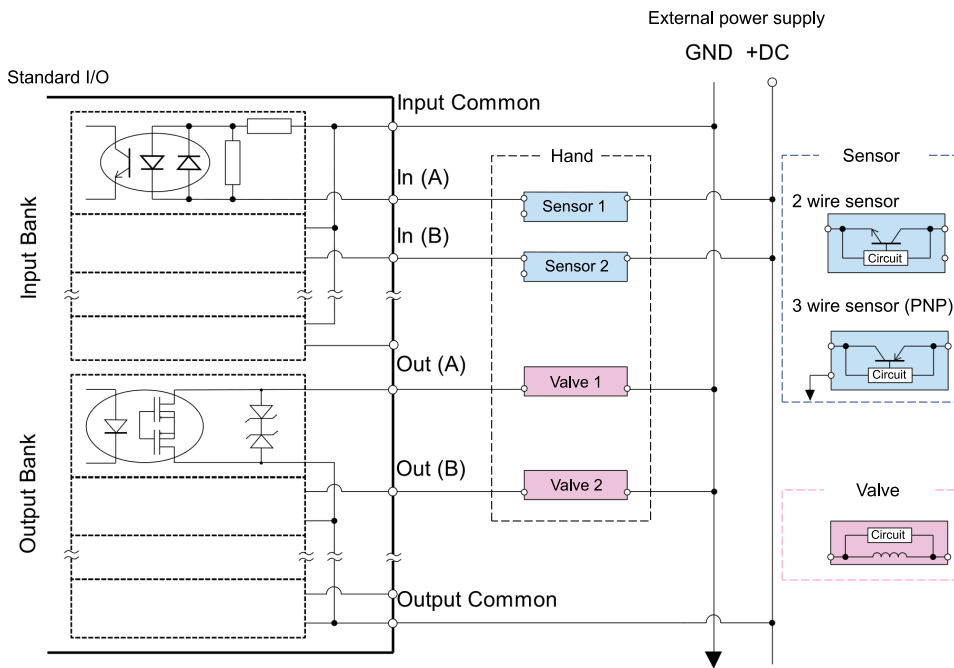 External power supply
GND +DC
Standard I/O
Input Common
Hand
Sensor
In (A)
Sensor 1
2 wire sensor
Input Bank
In (B)
Circuit
Sensor 2
3 wire sensor (PNP)
Out (A)
Circuit
Valve 1
Output Bank
Out (B)
Valve 2
Valve
Circuit
Output Common